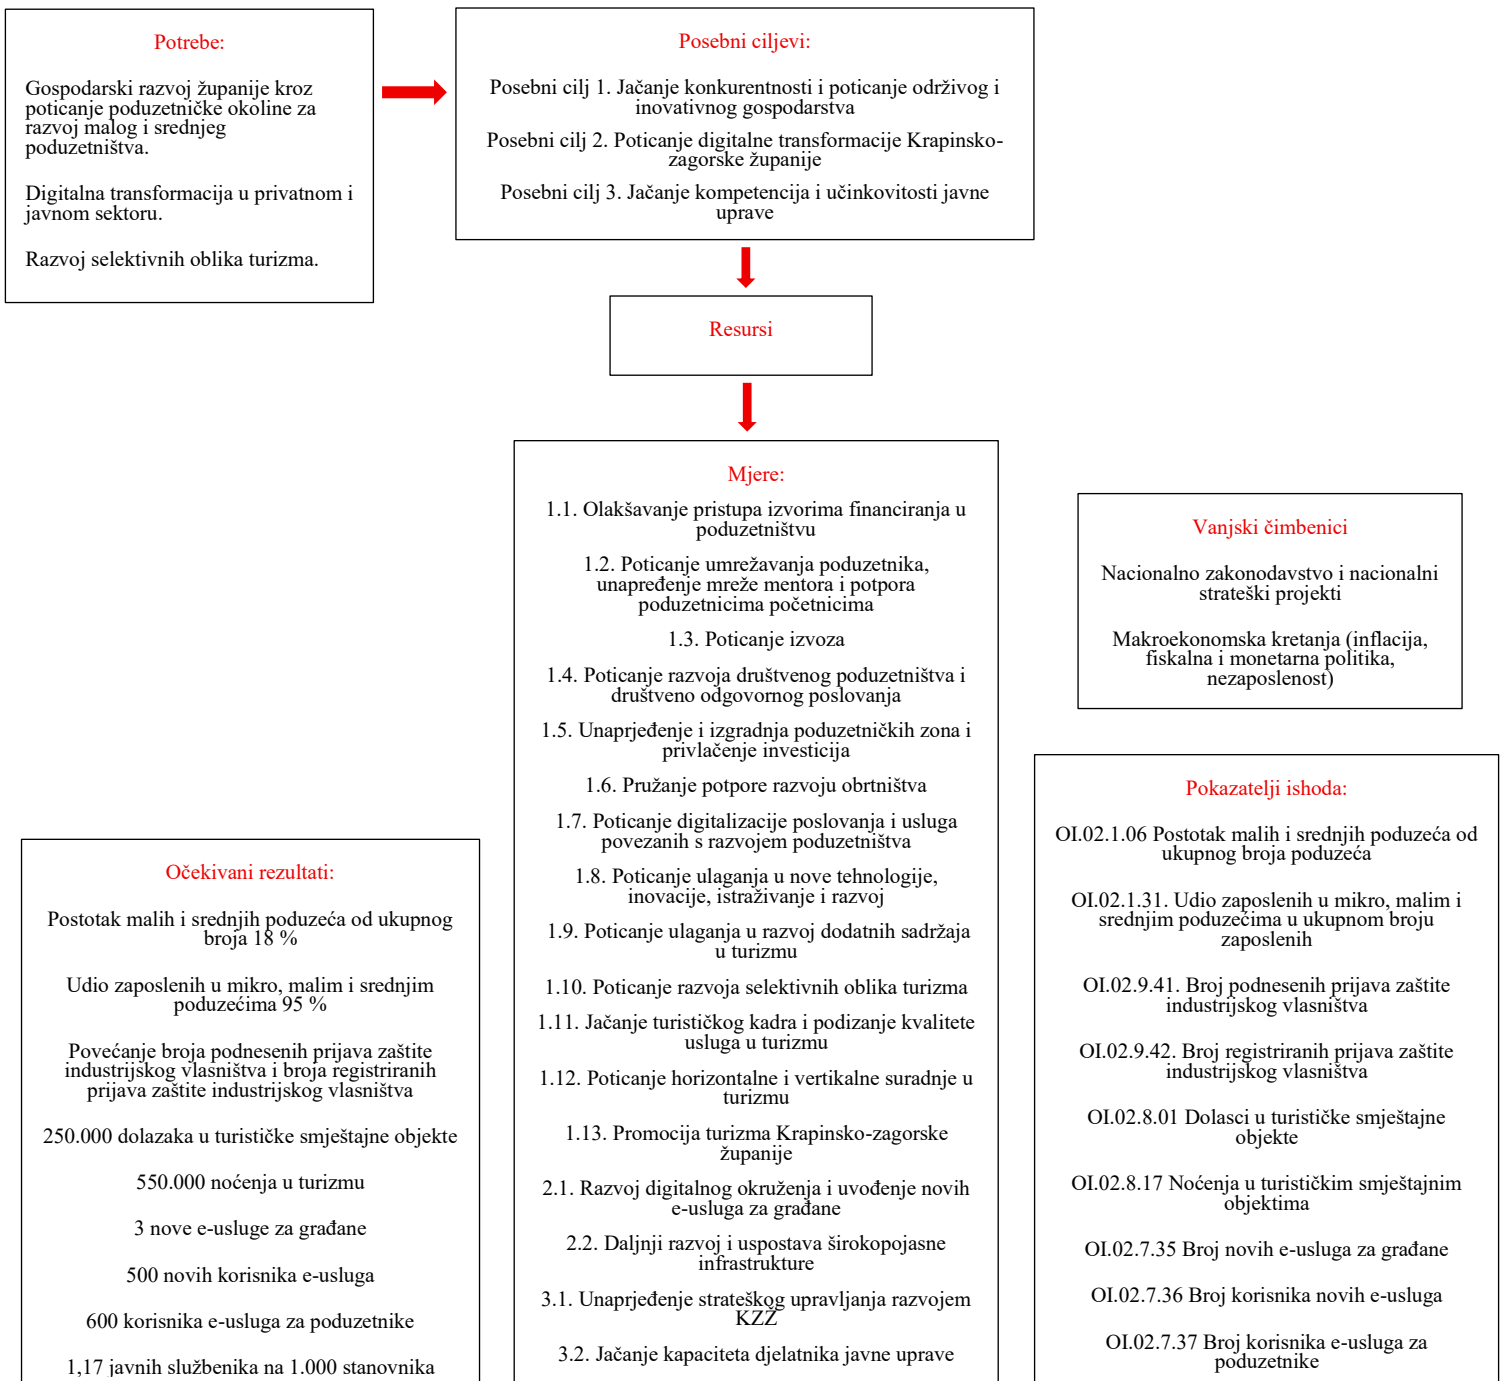 Potrebe:
Gospodarski razvoj županije kroz
poticanje poduzetničke okoline za
razvoj malog i srednjeg
poduzetništva.
Digitalna transformacija u privatnom i
javnom sektoru.
Razvoj selektivnih oblika turizma.
Posebni ciljevi:
Posebni cilj 1. Jačanje konkurentnosti i poticanje održivog i
inovativnog gospodarstva
Posebni cilj 2. Poticanje digitalne transformacije Krapinsko-
zagorske županije
Posebni cilj 3. Jačanje kompetencija i učinkovitosti javne
uprave
Resursi
Mjere:
1.1. Olakšavanje pristupa izvorima financiranja u
poduzetništvu
1.2. Poticanje umrežavanja poduzetnika,
unapređenje mreže mentora i potpora
poduzetnicima početnicima
1.3. Poticanje izvoza
1.4. Poticanje razvoja društvenog poduzetništva i
društveno odgovornog poslovanja
1.5. Unaprjeđenje i izgradnja poduzetničkih zona i
privlačenje investicija
1.6. Pružanje potpore razvoju obrtništva
1.7. Poticanje digitalizacije poslovanja i usluga
povezanih s razvojem poduzetništva
1.8. Poticanje ulaganja u nove tehnologije,
inovacije, istraživanje i razvoj
1.9. Poticanje ulaganja u razvoj dodatnih sadržaja
u turizmu
1.10. Poticanje razvoja selektivnih oblika turizma
1.11. Jačanje turističkog kadra i podizanje kvalitete
usluga u turizmu
1.12. Poticanje horizontalne i vertikalne suradnje u
turizmu
1.13. Promocija turizma Krapinsko-zagorske
županije
2.1. Razvoj digitalnog okruženja i uvođenje novih
e-usluga za građane
2.2. Daljnji razvoj i uspostava širokopojasne
infrastrukture
3.1. Unaprjeđenje strateškog upravljanja razvojem
KZŽ
3.2. Jačanje kapaciteta djelatnika javne uprave
Vanjski čimbenici
Nacionalno zakonodavstvo i nacionalni
strateški projekti
Makroekonomska kretanja (inflacija,
fiskalna i monetarna politika,
nezaposlenost)
Očekivani rezultati:
Postotak malih i srednjih poduzeća od ukupnog
broja 18 %
Udio zaposlenih u mikro, malim i srednjim
poduzećima 95 %
Povećanje broja podnesenih prijava zaštite
industrijskog vlasništva i broja registriranih
prijava zaštite industrijskog vlasništva
250.000 dolazaka u turističke smještajne objekte
550.000 noćenja u turizmu
3 nove e-usluge za građane
500 novih korisnika e-usluga
600 korisnika e-usluga za poduzetnike
1,17 javnih službenika na 1.000 stanovnika
Pokazatelji ishoda:
OI.02.1.06 Postotak malih i srednjih poduzeća od
ukupnog broja poduzeća
OI.02.1.31. Udio zaposlenih u mikro, malim i
srednjim poduzećima u ukupnom broju
zaposlenih
OI.02.9.41. Broj podnesenih prijava zaštite
industrijskog vlasništva
OI.02.9.42. Broj registriranih prijava zaštite
industrijskog vlasništva
OI.02.8.01 Dolasci u turističke smještajne
objekte
OI.02.8.17 Noćenja u turističkim smještajnim
objektima
OI.02.7.35 Broj novih e-usluga za građane
OI.02.7.36 Broj korisnika novih e-usluga
OI.02.7.37 Broj korisnika e-usluga za
poduzetnike